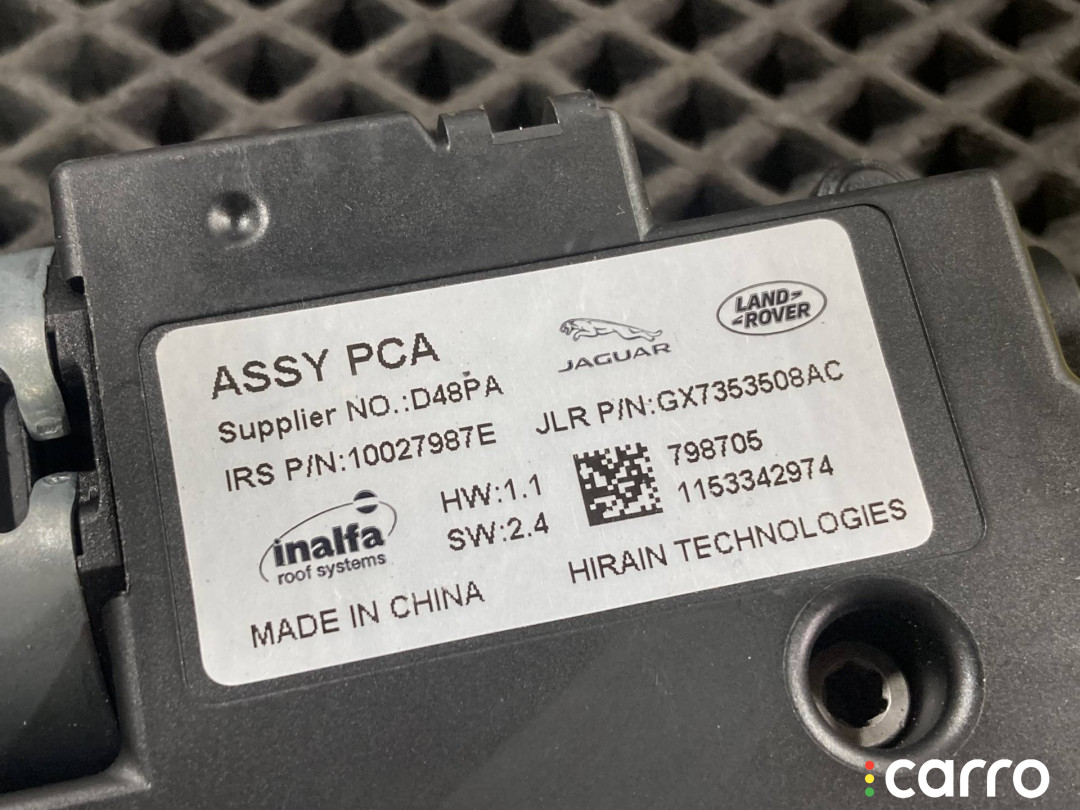 ASSY PCA
Supplier NO.:D48PA
IRS P/N:10027987E
JAGUAR
LAND-
-ROVER
JLR P/N:GX7353508AC
HW:1.1
SW:2.4
798705
1153342974
inalfa
roof systems
HIRAIN TECHNOLOGIES
MADE IN CHINA
carro